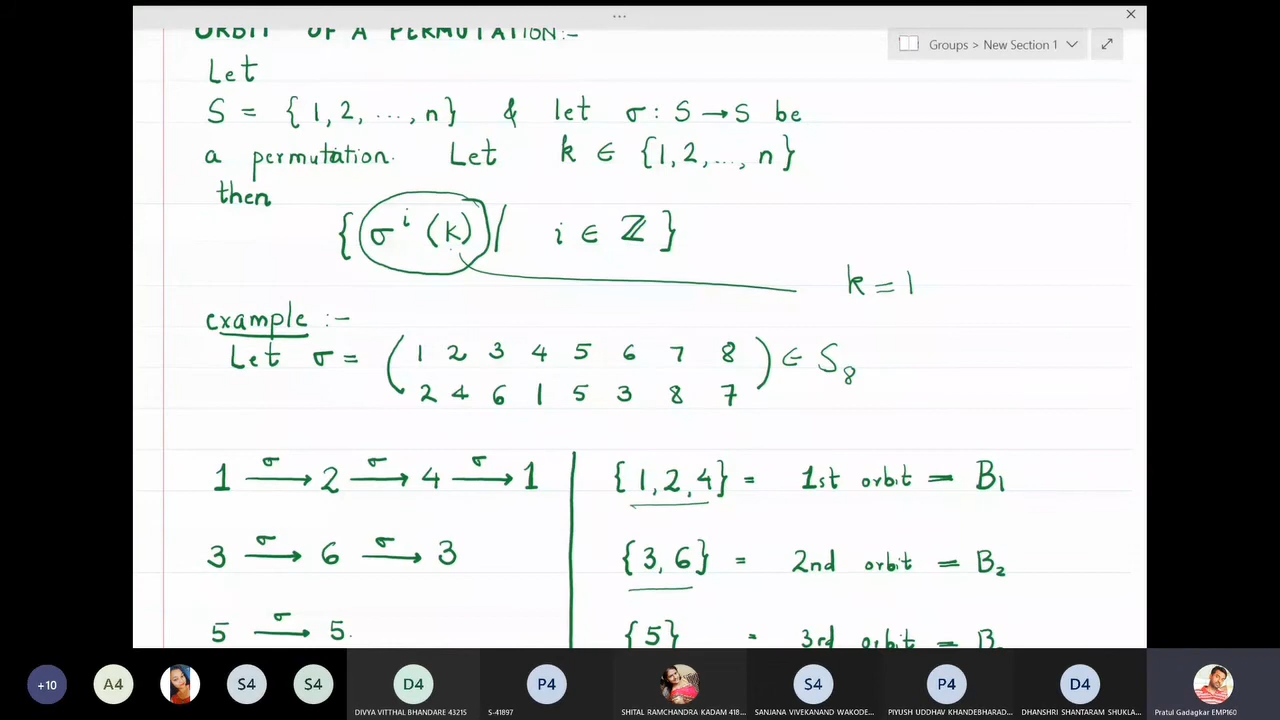 ORBIT OF A PERMUTATION:-
Groups > New Section 1
Let
S = {1, 2, ..., n} & let σ: S → S be
a permutation. Let k ∈ {1, 2, ..., n}
then
{ σ^i (k) / i ∈ ℤ }
k = 1
example :-
Let σ = ( 1 2 3 4 5 6 7 8 ) ∈ S₈
2 4 6 1 5 3 8 7
1 →σ 2 →σ 4 →σ 1
{1, 2, 4} = 1st orbit = B₁
3 →σ 6 →σ 3
{3, 6} = 2nd orbit = B₂
5 →σ 5.
{5} = 3rd orbit = B
+10
A4
S4
S4
D4
P4
S4
P4
D4
DIVYA VITTHAL BHANDARE 43215
S-41897
SHITAL RAMCHANDRA KADAM 418...
SANJANA VIVEKANAND WAKODE...
PIYUSH UDDHAV KHANDEBHARAD...
DHANSHRI SHANTARAM SHUKLA...
Pratul Gadagkar EMP160